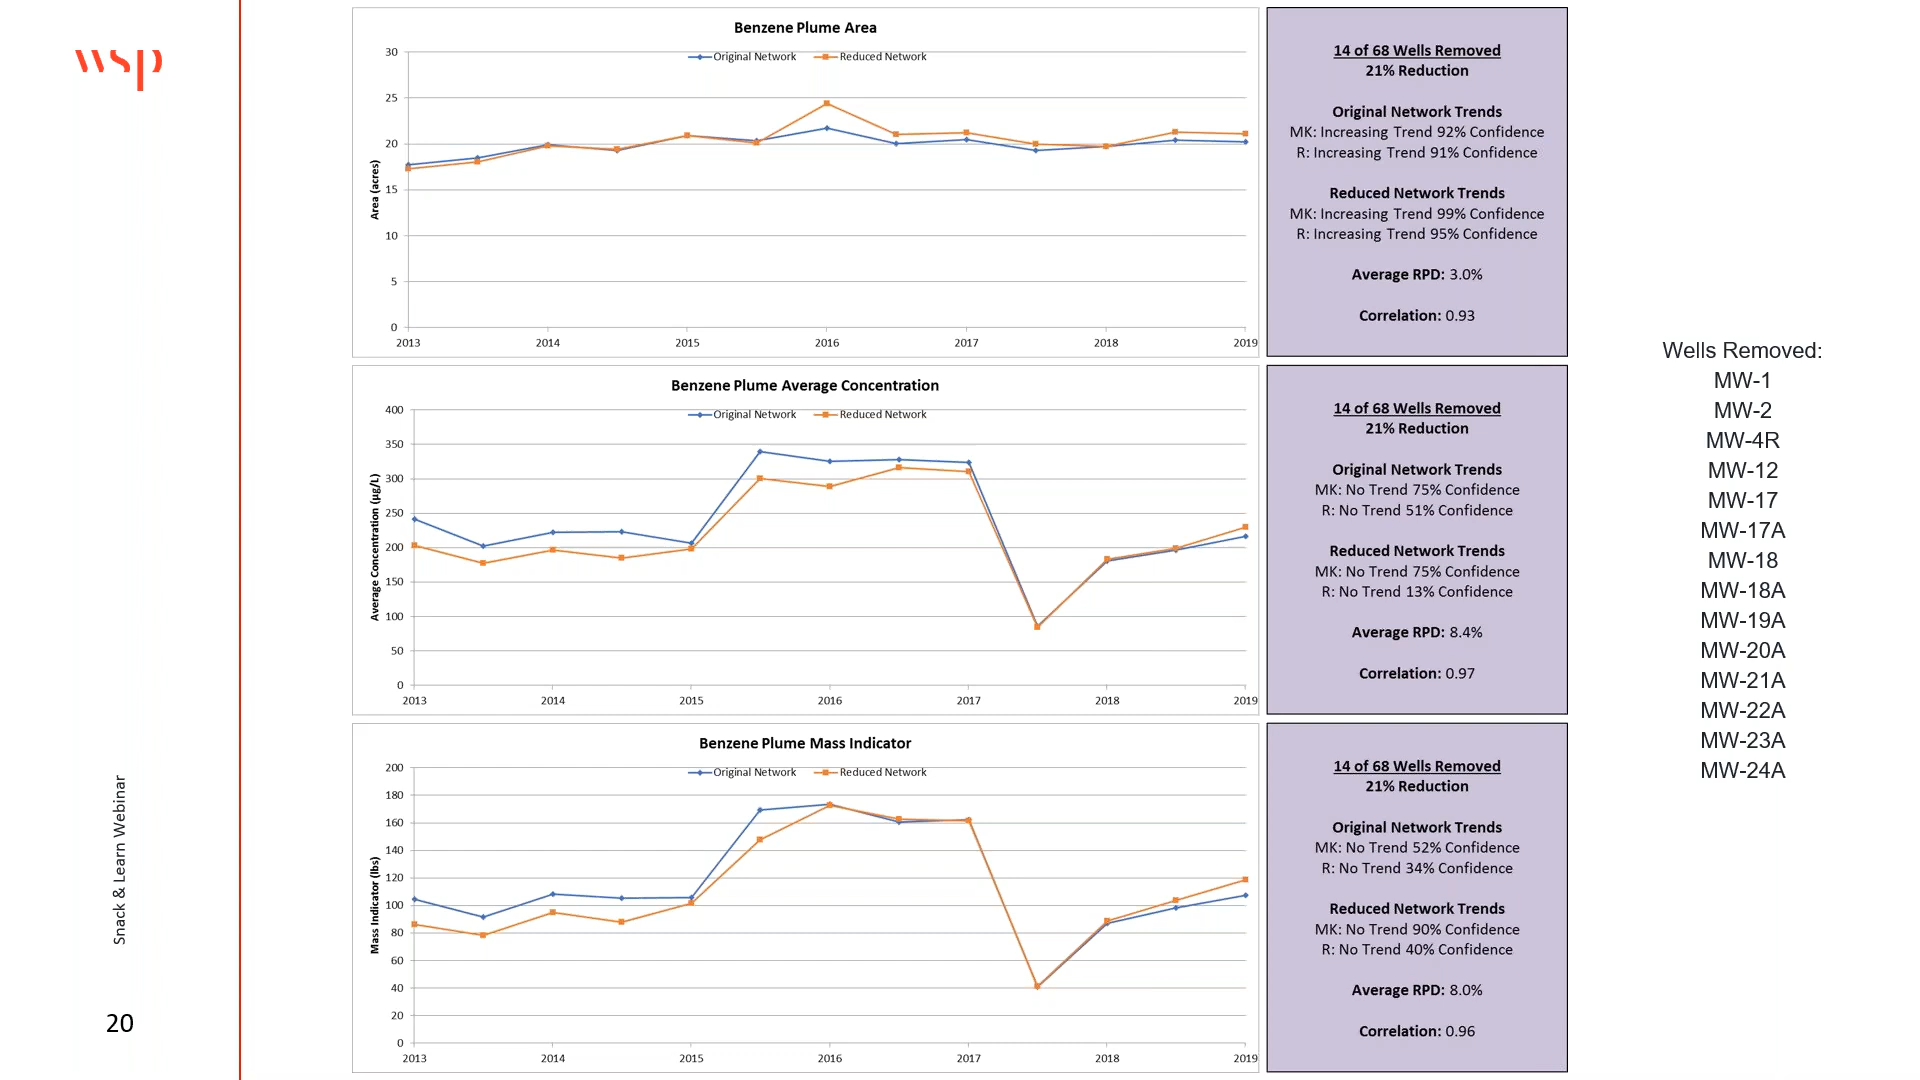 wsp
Snack & Learn Webinar
20
Benzene Plume Area
Original Network
Reduced Network
Area (acres)
30
25
20
15
10
5
0
2013
2014
2015
2016
2017
2018
2019
14 of 68 Wells Removed
21% Reduction
Original Network Trends
MK: Increasing Trend 92% Confidence
R: Increasing Trend 91% Confidence
Reduced Network Trends
MK: Increasing Trend 99% Confidence
R: Increasing Trend 95% Confidence
Average RPD: 3.0%
Correlation: 0.93
Benzene Plume Average Concentration
Original Network
Reduced Network
Average Concentration (µg/L)
400
350
300
250
200
150
100
50
0
2013
2014
2015
2016
2017
2018
2019
14 of 68 Wells Removed
21% Reduction
Original Network Trends
MK: No Trend 75% Confidence
R: No Trend 51% Confidence
Reduced Network Trends
MK: No Trend 75% Confidence
R: No Trend 13% Confidence
Average RPD: 8.4%
Correlation: 0.97
Benzene Plume Mass Indicator
Original Network
Reduced Network
Mass Indicator (lbs)
200
180
160
140
120
100
80
60
40
20
0
2013
2014
2015
2016
2017
2018
2019
14 of 68 Wells Removed
21% Reduction
Original Network Trends
MK: No Trend 52% Confidence
R: No Trend 34% Confidence
Reduced Network Trends
MK: No Trend 90% Confidence
R: No Trend 40% Confidence
Average RPD: 8.0%
Correlation: 0.96
Wells Removed:
MW-1
MW-2
MW-4R
MW-12
MW-17
MW-17A
MW-18
MW-18A
MW-19A
MW-20A
MW-21A
MW-22A
MW-23A
MW-24A